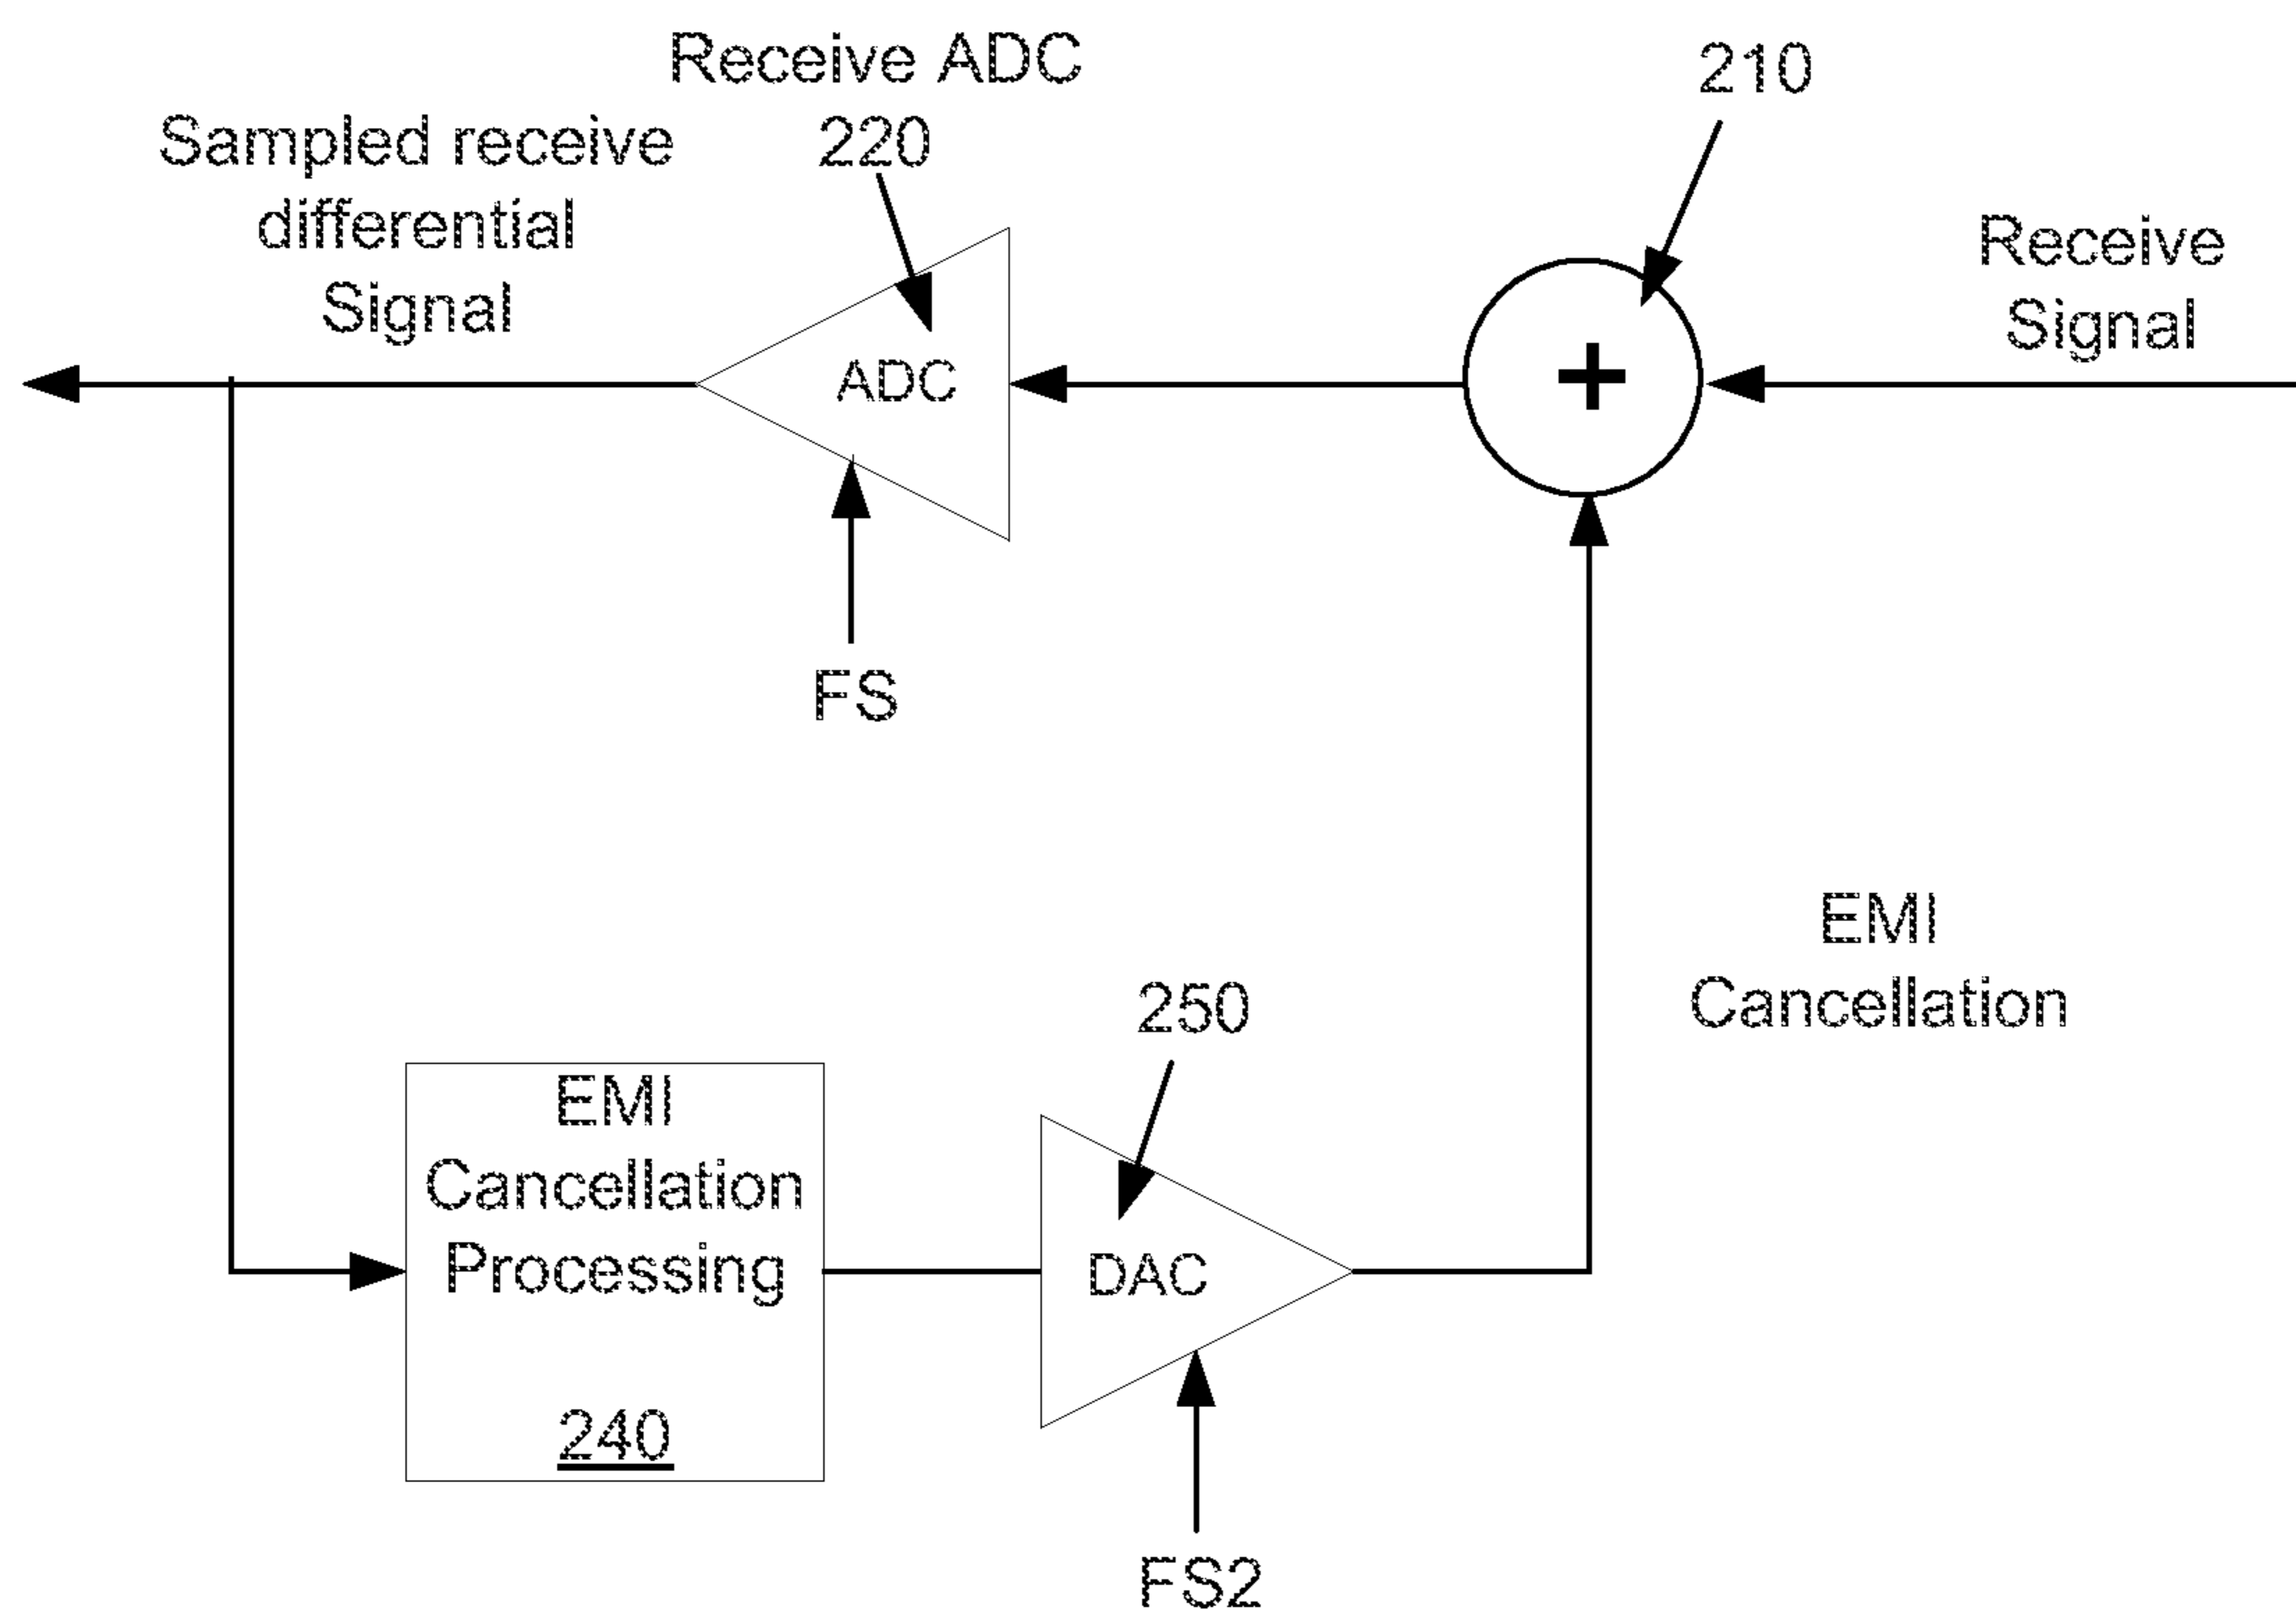 Receive ADC
220
210
Sampled receive
differential
Signal
Receive
Signal
ADC
+
FS
EMI
Cancellation
250
EMI
Cancellation
Processing
240
DAC
FS2